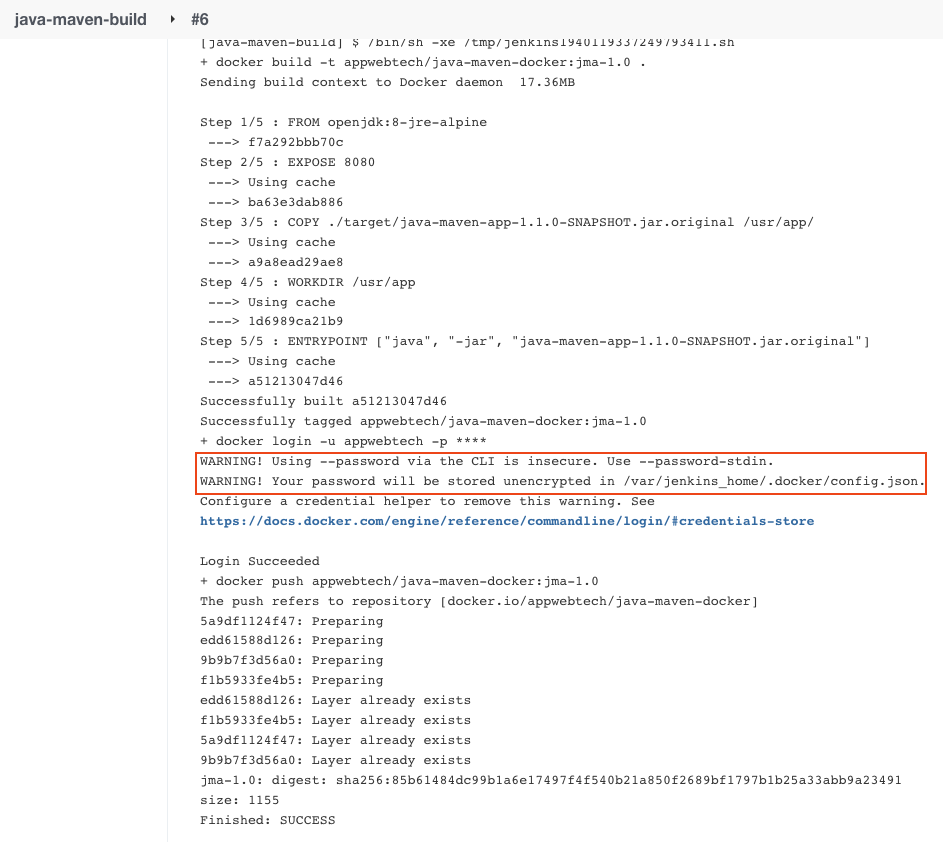 java-maven-build ▸ #6
[java-maven-build] $ /bin/sh -xe /tmp/jenkins1940119337249793411.sh
+ docker build -t appwebtech/java-maven-docker:jma-1.0 .
Sending build context to Docker daemon  17.36MB
Step 1/5 : FROM openjdk:8-jre-alpine
 ---> f7a292bbb70c
Step 2/5 : EXPOSE 8080
 ---> Using cache
 ---> ba63e3dab886
Step 3/5 : COPY ./target/java-maven-app-1.1.0-SNAPSHOT.jar.original /usr/app/
 ---> Using cache
 ---> a9a8ead29ae8
Step 4/5 : WORKDIR /usr/app
 ---> Using cache
 ---> 1d6989ca21b9
Step 5/5 : ENTRYPOINT ["java", "-jar", "java-maven-app-1.1.0-SNAPSHOT.jar.original"]
 ---> Using cache
 ---> a51213047d46
Successfully built a51213047d46
Successfully tagged appwebtech/java-maven-docker:jma-1.0
+ docker login -u appwebtech -p ****
WARNING! Using --password via the CLI is insecure. Use --password-stdin.
WARNING! Your password will be stored unencrypted in /var/jenkins_home/.docker/config.json.
Configure a credential helper to remove this warning. See
https://docs.docker.com/engine/reference/commandline/login/#credentials-store
Login Succeeded
+ docker push appwebtech/java-maven-docker:jma-1.0
The push refers to repository [docker.io/appwebtech/java-maven-docker]
5a9df1124f47: Preparing
edd61588d126: Preparing
9b9b7f3d56a0: Preparing
f1b5933fe4b5: Preparing
edd61588d126: Layer already exists
f1b5933fe4b5: Layer already exists
5a9df1124f47: Layer already exists
9b9b7f3d56a0: Layer already exists
jma-1.0: digest: sha256:85b61484dc99b1a6e17497f4f540b21a850f2689bf1797b1b25a33abb9a23491
size: 1155
Finished: SUCCESS